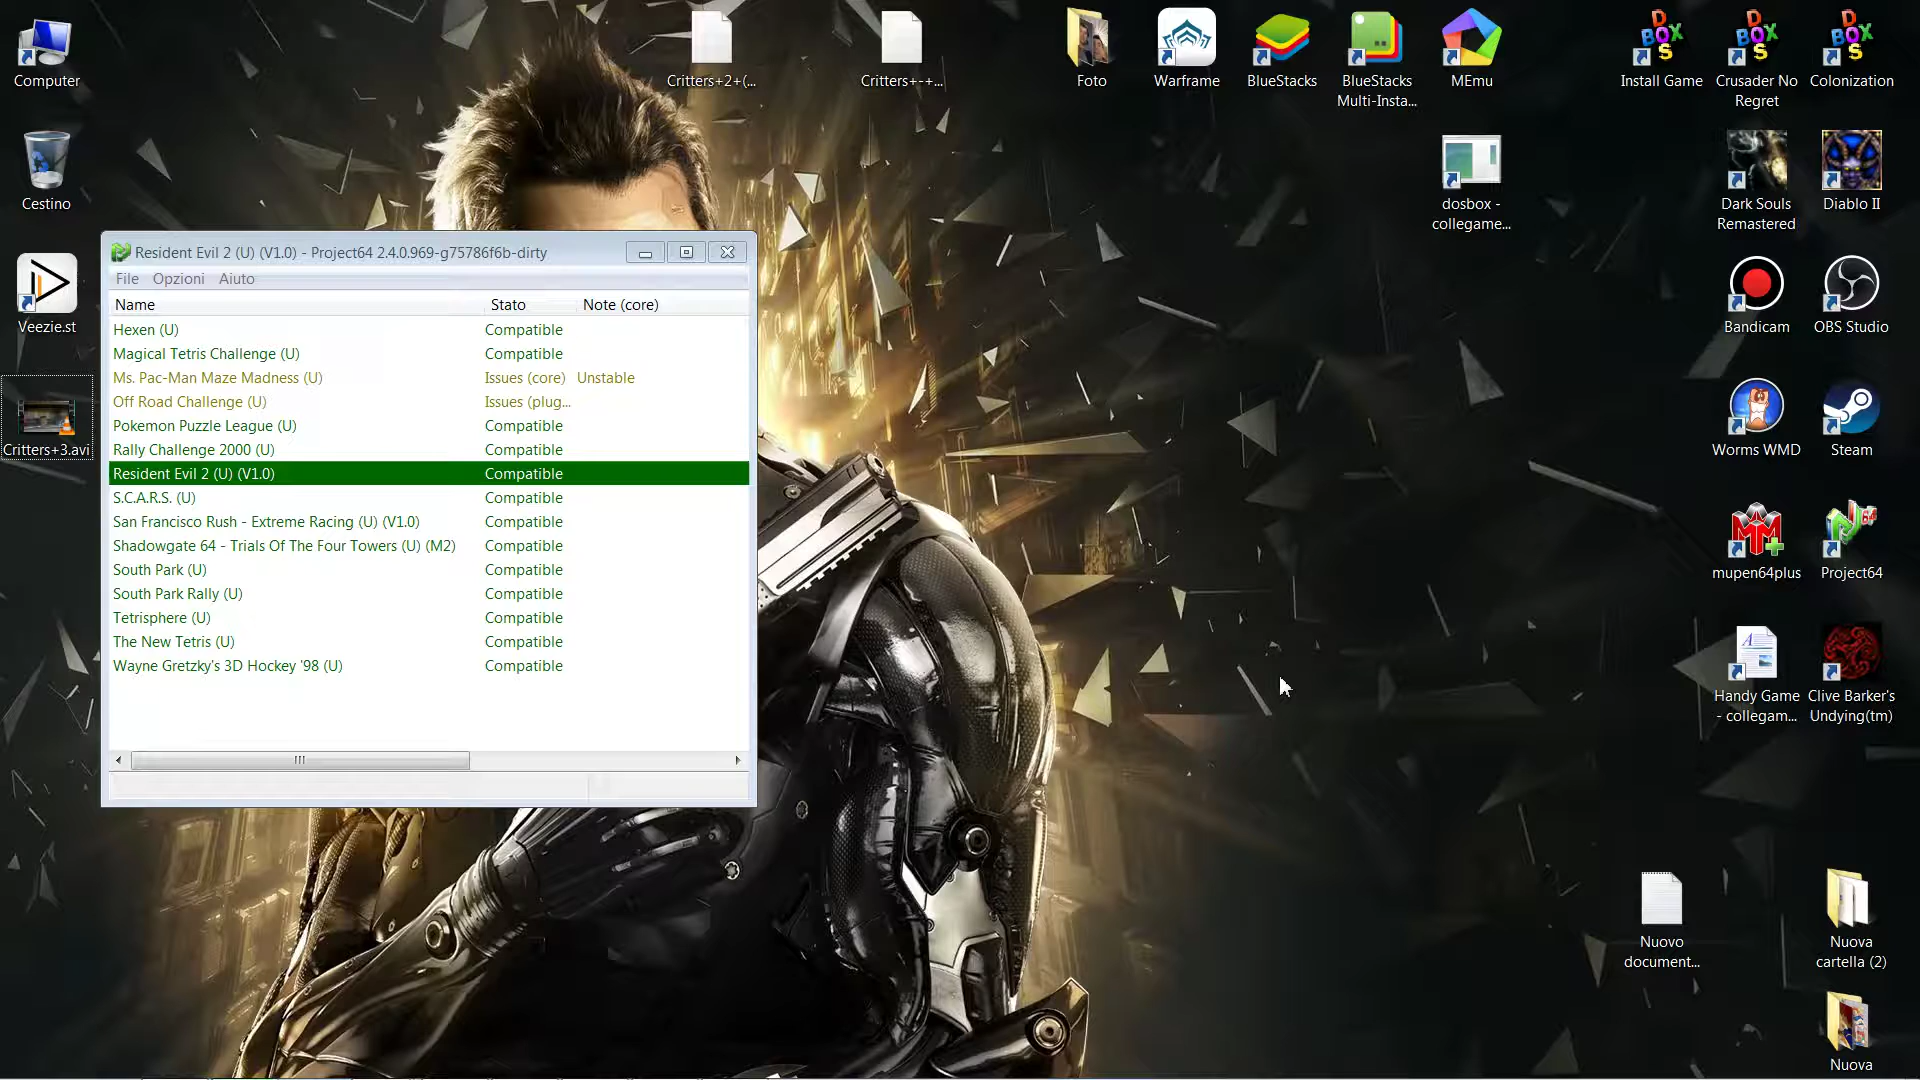 Computer
Critters+2+(...
Critters+-+...
Foto
Warframe
BlueStacks
BlueStacks
Multi-Insta...
MEmu
Install Game
Crusader No
Regret
Colonization
Cestino
dosbox -
collegame...
Dark Souls
Remastered
Diablo II
Veezie.st
Bandicam
OBS Studio
Critters+3.avi
Worms WMD
Steam
mupen64plus
Project64
Handy Game
- collegam...
Clive Barker's
Undying(tm)
Nuovo
document...
Nuova
cartella (2)
Nuova
Resident Evil 2 (U) (V1.0) - Project64 2.4.0.969-g75786f6b-dirty
File Opzioni Aiuto
Name Stato Note (core)
Hexen (U) Compatible
Magical Tetris Challenge (U) Compatible
Ms. Pac-Man Maze Madness (U) Issues (core) Unstable
Off Road Challenge (U) Issues (plug...
Pokemon Puzzle League (U) Compatible
Rally Challenge 2000 (U) Compatible
Resident Evil 2 (U) (V1.0) Compatible
S.C.A.R.S. (U) Compatible
San Francisco Rush - Extreme Racing (U) (V1.0) Compatible
Shadowgate 64 - Trials Of The Four Towers (U) (M2) Compatible
South Park (U) Compatible
South Park Rally (U) Compatible
Tetrisphere (U) Compatible
The New Tetris (U) Compatible
Wayne Gretzky's 3D Hockey '98 (U) Compatible